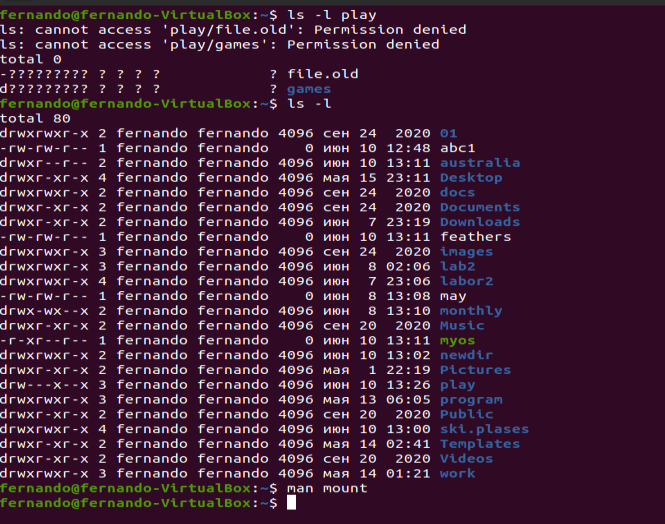 fernando@fernando-VirtualBox:~$ ls -l play
ls: cannot access 'play/file.old': Permission denied
ls: cannot access 'play/games': Permission denied
total 0
-????????? ? ? ? ?            ? file.old
d????????? ? ? ? ?            ? games
fernando@fernando-VirtualBox:~$ ls -l
total 80
drwxrwxr-x 2 fernando fernando 4096 сен 24  2020 01
-rw-rw-r-- 1 fernando fernando    0 июн 10 12:48 abc1
drwxr--r-- 2 fernando fernando 4096 июн 10 13:11 australia
drwxr-xr-x 4 fernando fernando 4096 мая 15 23:11 Desktop
drwxrwxr-x 2 fernando fernando 4096 сен 24  2020 docs
drwxr-xr-x 2 fernando fernando 4096 сен 24  2020 Documents
drwxr-xr-x 2 fernando fernando 4096 июн  7 23:19 Downloads
-rw-rw-r-- 1 fernando fernando    0 июн 10 13:11 feathers
drwxrwxr-x 3 fernando fernando 4096 сен 24  2020 images
drwxrwxr-x 3 fernando fernando 4096 июн  8 02:06 lab2
drwxrwxr-x 4 fernando fernando 4096 июн  7 23:06 labor2
-rw-rw-r-- 1 fernando fernando    0 июн  8 13:08 may
drwx-wx--x 2 fernando fernando 4096 июн  8 13:10 monthly
drwxr-xr-x 2 fernando fernando 4096 сен 20  2020 Music
-r-xr--r-- 1 fernando fernando    0 июн 10 13:11 myos
drwxrwxr-x 2 fernando fernando 4096 июн 10 13:02 newdir
drwxr-xr-x 2 fernando fernando 4096 мая  1 22:19 Pictures
drw---x--x 3 fernando fernando 4096 июн 10 13:26 play
drwxrwxr-x 3 fernando fernando 4096 мая 13 06:05 program
drwxr-xr-x 2 fernando fernando 4096 сен 20  2020 Public
drwxrwxr-x 4 fernando fernando 4096 июн 10 13:00 ski.plases
drwxr-xr-x 2 fernando fernando 4096 мая 14 02:41 Templates
drwxr-xr-x 2 fernando fernando 4096 сен 20  2020 Videos
drwxrwxr-x 3 fernando fernando 4096 мая 14 01:21 work
fernando@fernando-VirtualBox:~$ man mount
fernando@fernando-VirtualBox:~$